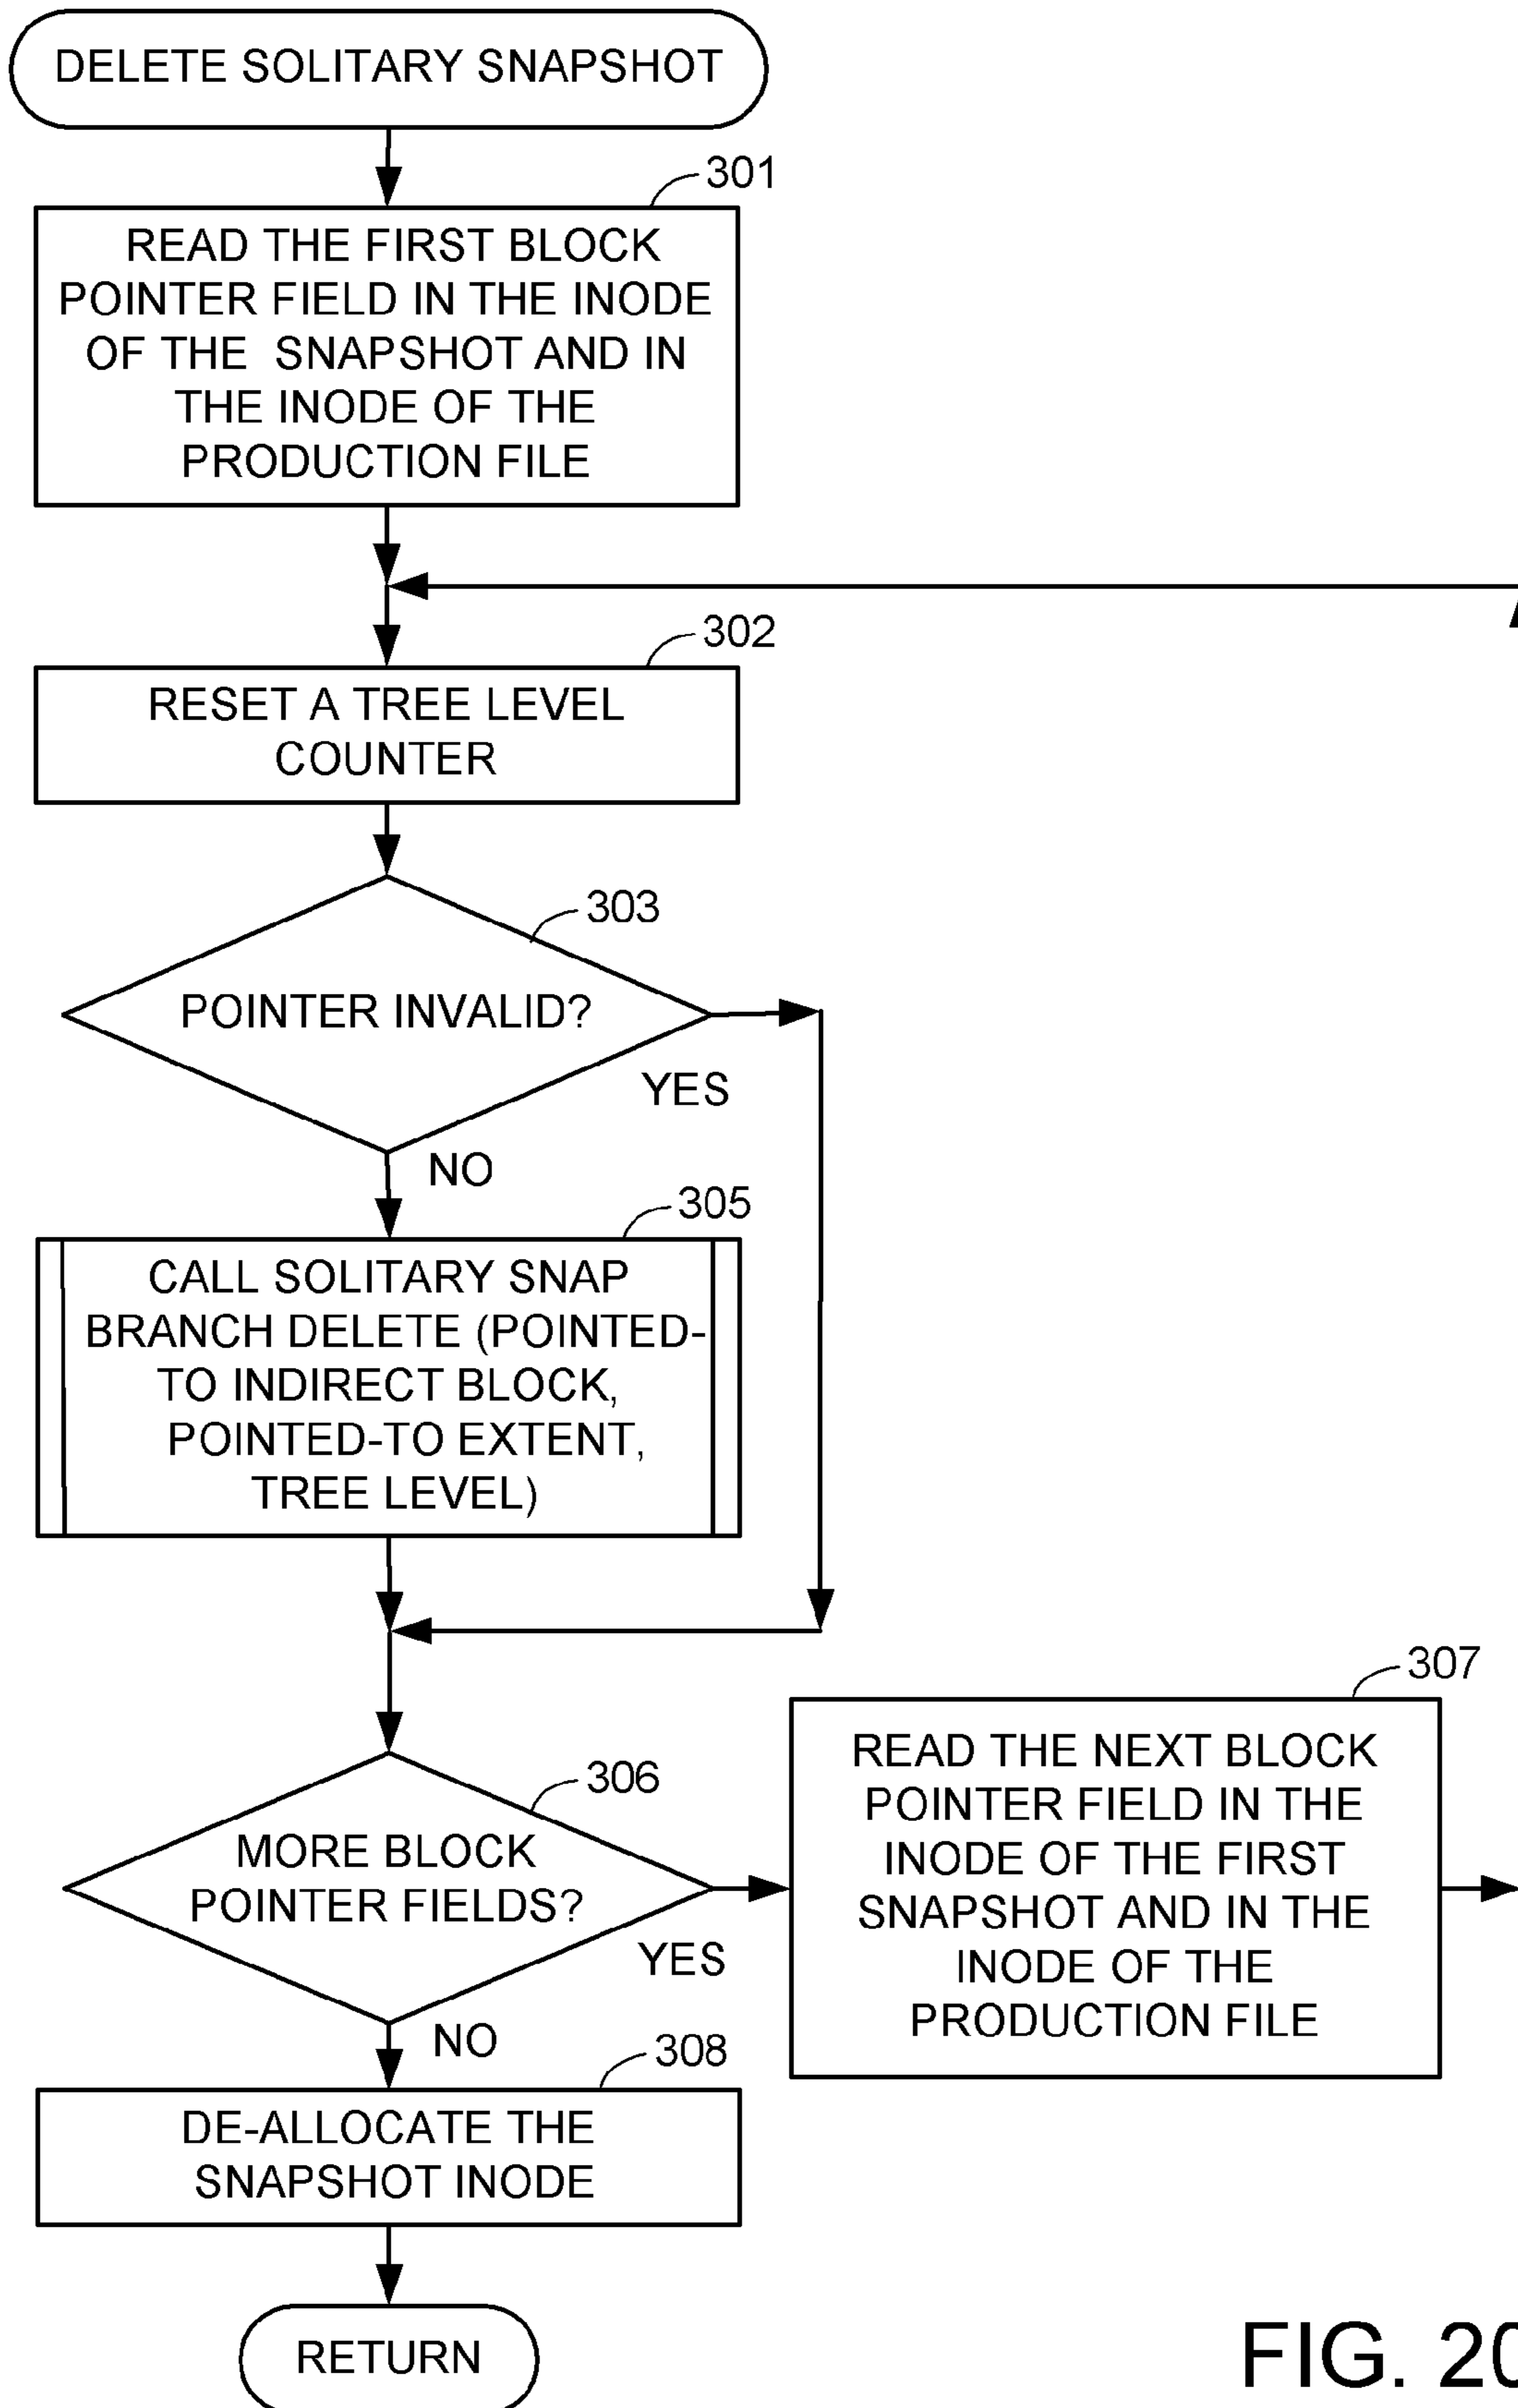 DELETE SOLITARY SNAPSHOT
301
READ THE FIRST BLOCK
POINTER FIELD IN THE INODE
OF THE SNAPSHOT AND IN
THE INODE OF THE
PRODUCTION FILE
302
RESET A TREE LEVEL
COUNTER
303
POINTER INVALID?
YES
NO
305
CALL SOLITARY SNAP
BRANCH DELETE (POINTED-
TO INDIRECT BLOCK,
POINTED-TO EXTENT,
TREE LEVEL)
306
MORE BLOCK
POINTER FIELDS?
YES
NO
307
READ THE NEXT BLOCK
POINTER FIELD IN THE
INODE OF THE FIRST
SNAPSHOT AND IN THE
INODE OF THE
PRODUCTION FILE
308
DE-ALLOCATE THE
SNAPSHOT INODE
RETURN
FIG. 20